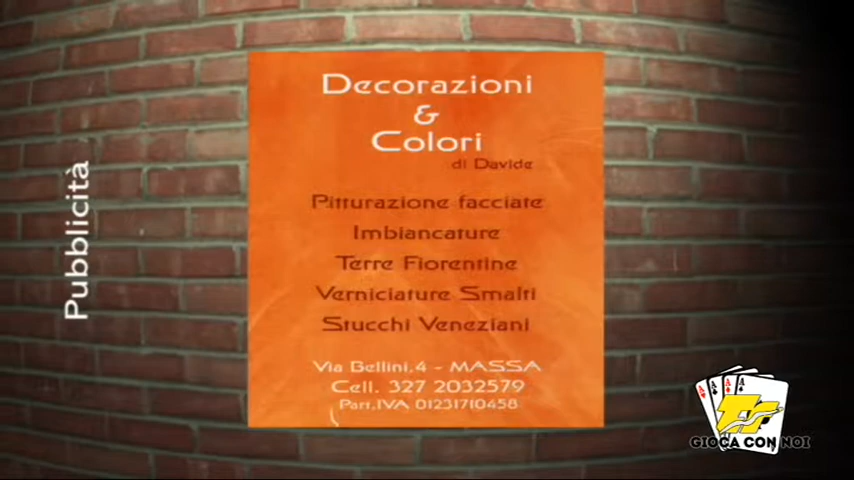 Pubblicità
Decorazioni
&
Colori
di Davide
Pitturazione facciate
Imbiancature
Terre Fiorentine
Verniciature Smalti
Stucchi Veneziani
Via Bellini,4 - MASSA
Cell. 327 2032579
Part,IVA 01231710458
GIOCA CON NOI